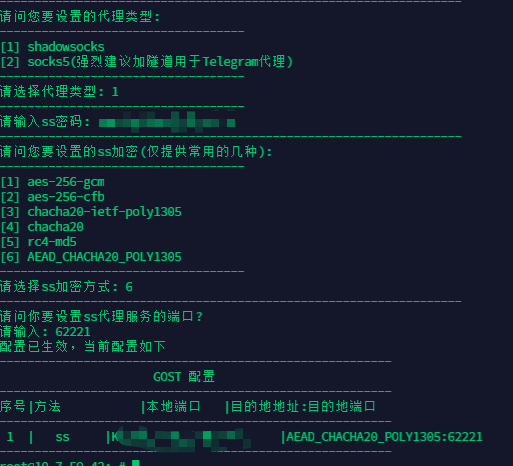 请问您要设置的代理类型:
-----------------------------------
[1] shadowsocks
[2] socks5(强烈建议加隧道用于Telegram代理)
-----------------------------------
请选择代理类型: 1
-----------------------------------
请输入ss密码:
------------------------------------------------------------------
请问您要设置的ss加密(仅提供常用的几种):
-----------------------------------
[1] aes-256-gcm
[2] aes-256-cfb
[3] chacha20-ietf-poly1305
[4] chacha20
[5] rc4-md5
[6] AEAD_CHACHA20_POLY1305
-----------------------------------
请选择ss加密方式: 6
------------------------------------------------------------------
请问你要设置ss代理服务的端口?
请输入: 62221
配置已生效，当前配置如下
--------------------------------------------------------
GOST 配置
--------------------------------------------------------
序号|方法 |本地端口 |目的地地址:目的地端口
--------------------------------------------------------
1 | ss | |AEAD_CHACHA20_POLY1305:62221
--------------------------------------------------------